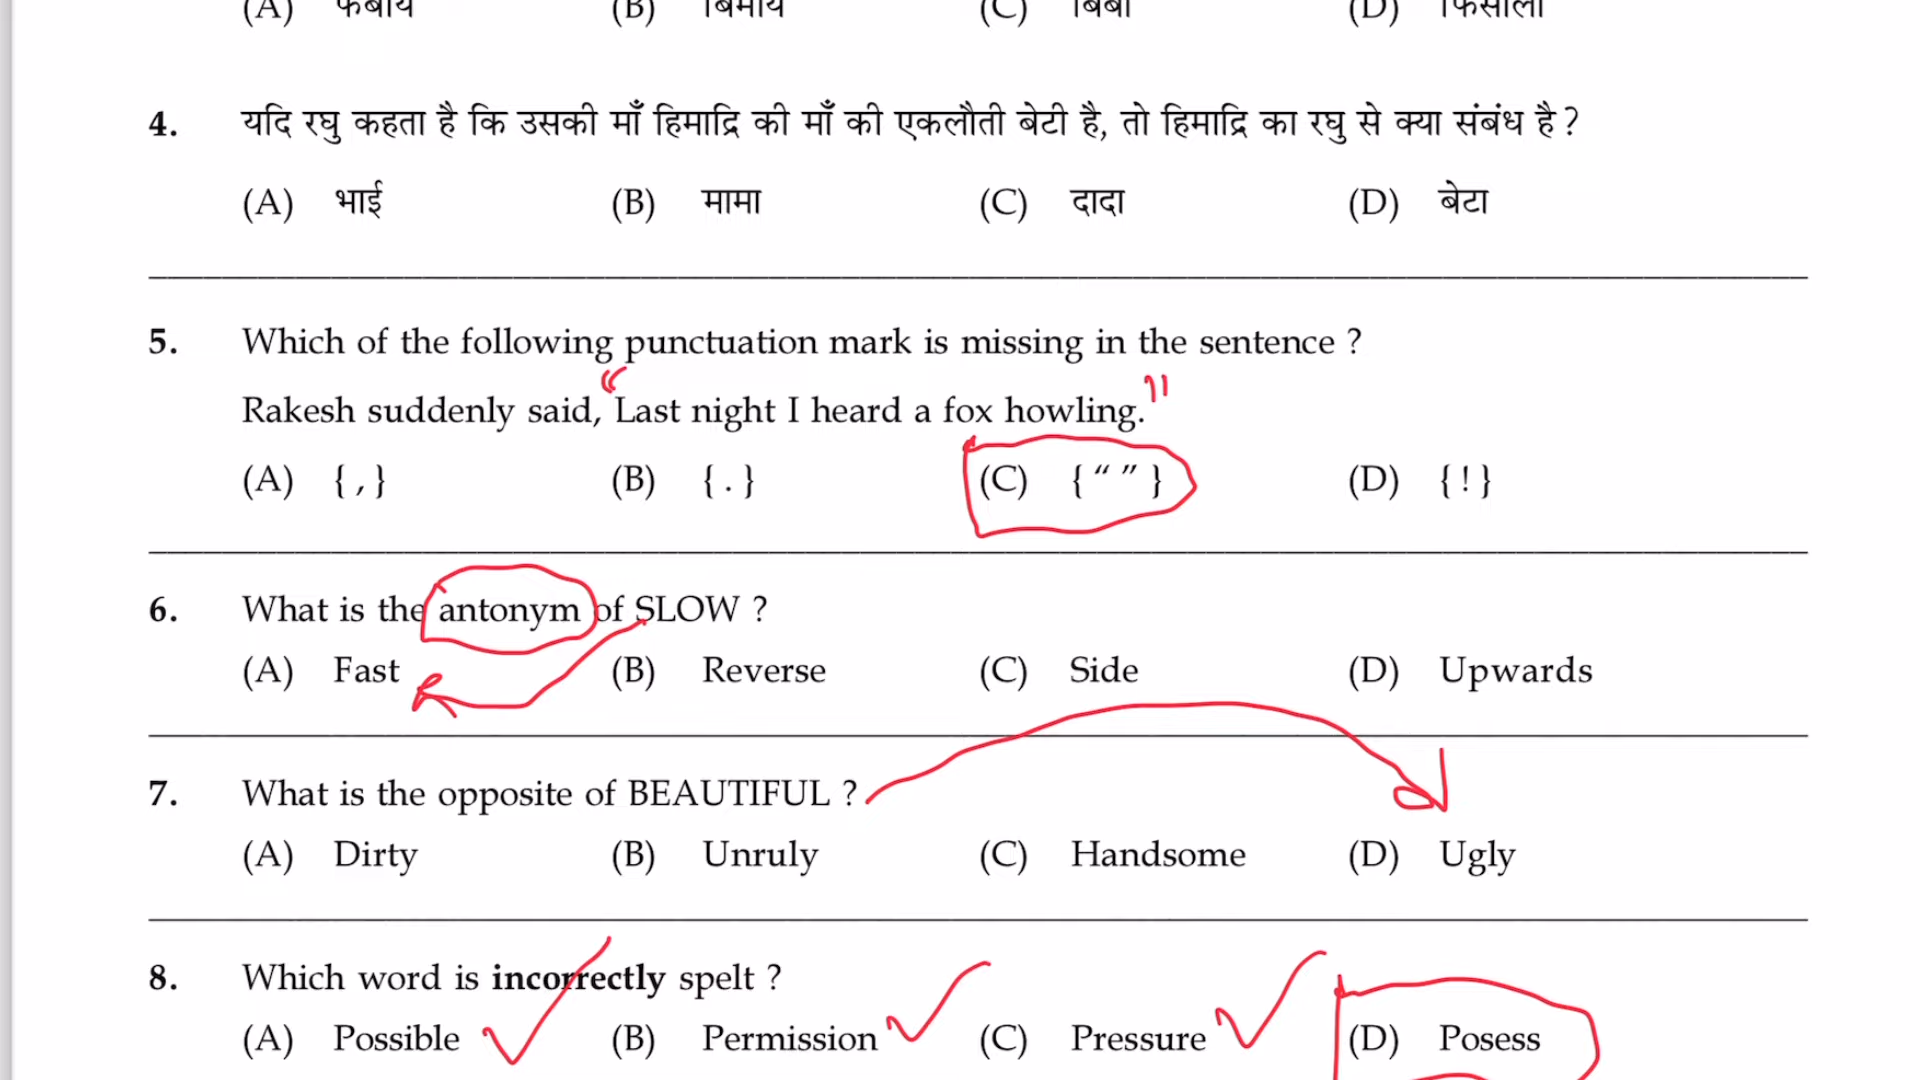 (A) फेबीय (B) बिमीय (C) बिबी (D) फिसीली
4. यदि रघु कहता है कि उसकी माँ हिमाद्रि की माँ की एकलौती बेटी है, तो हिमाद्रि का रघु से क्या संबंध है ?
(A) भाई (B) मामा (C) दादा (D) बेटा
5. Which of the following punctuation mark is missing in the sentence ?
Rakesh suddenly said, “Last night I heard a fox howling.”
(A) { , } (B) { . } (C) { “ ” } (D) { ! }
6. What is the antonym of SLOW ?
(A) Fast (B) Reverse (C) Side (D) Upwards
7. What is the opposite of BEAUTIFUL ?
(A) Dirty (B) Unruly (C) Handsome (D) Ugly
8. Which word is incorrectly spelt ?
(A) Possible (B) Permission (C) Pressure (D) Posess